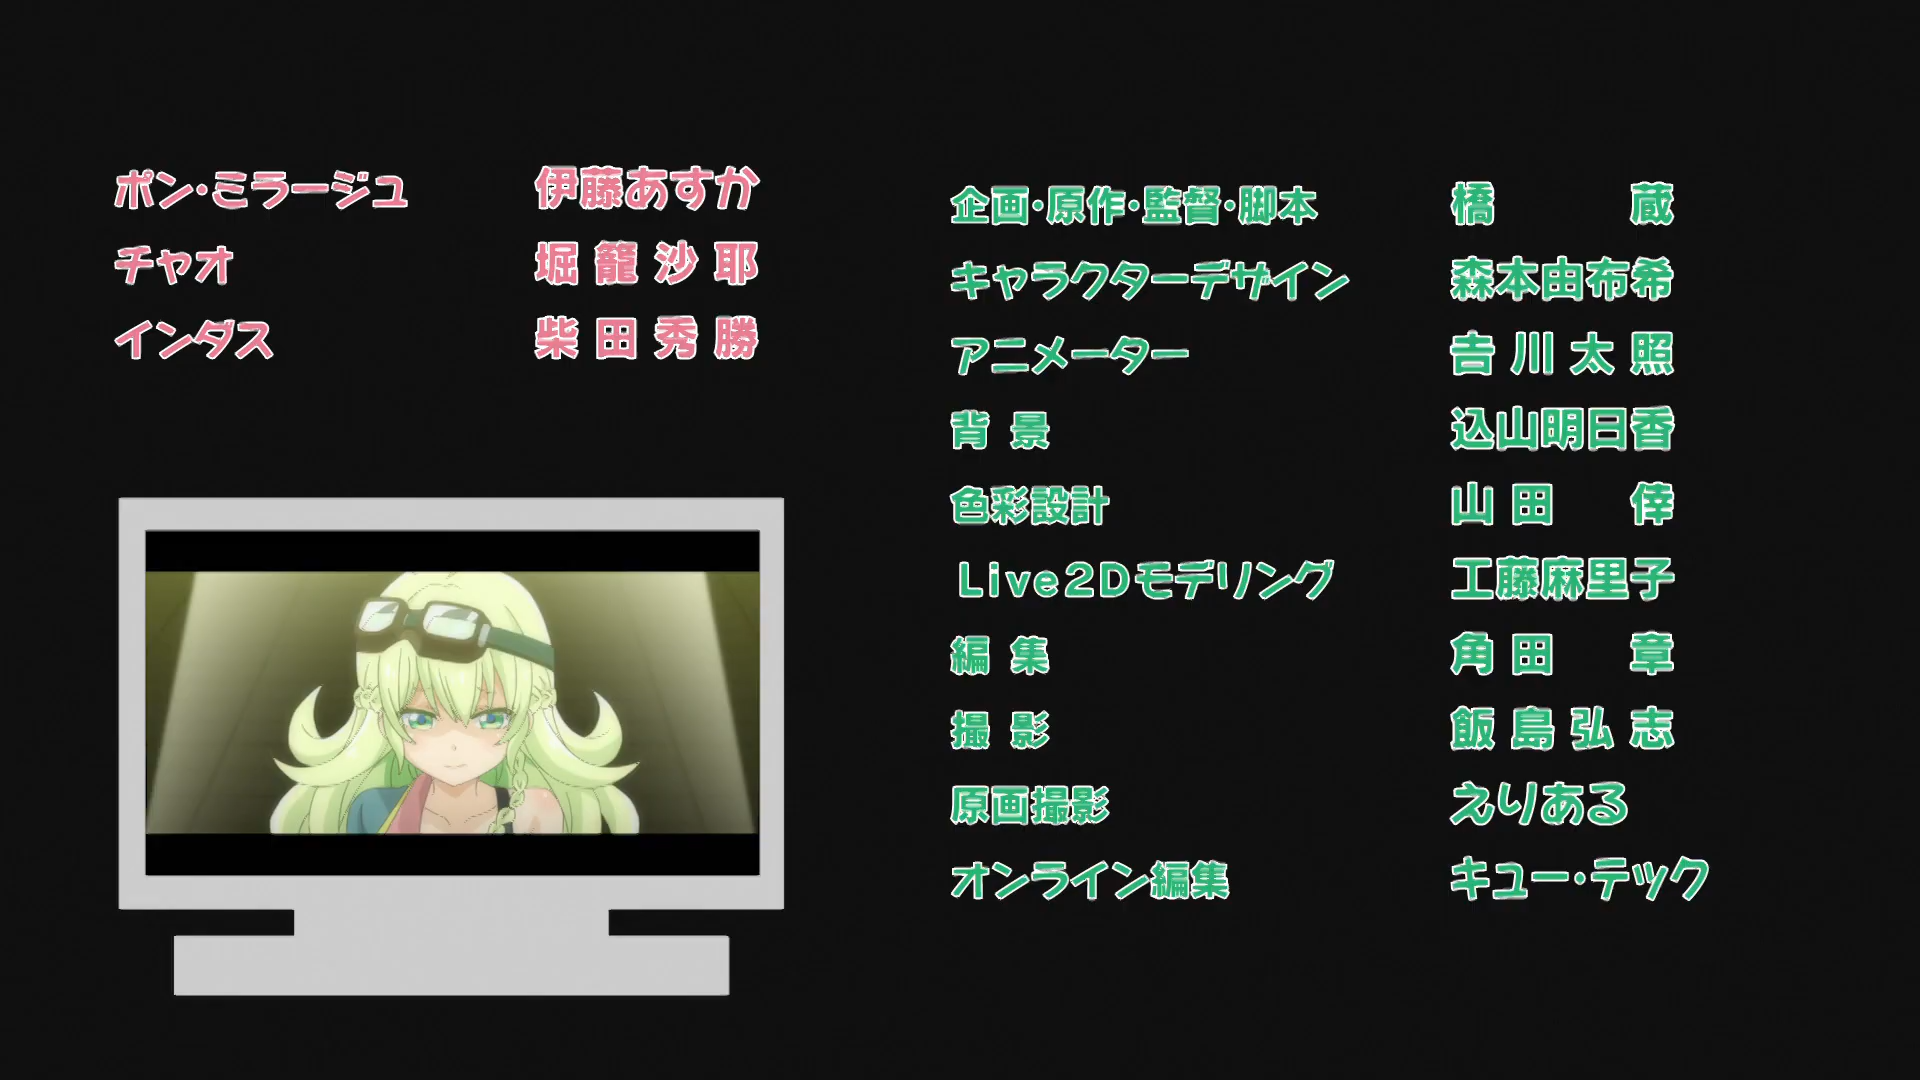 ポン・ミラージュ 伊藤あすか
チャオ 堀籠沙耶
インダス 柴田秀勝
企画・原作・監督・脚本 橋 蔵
キャラクターデザイン 森本由布希
アニメーター 𠮷川太照
背景 込山明日香
色彩設計 山田 倖
Live2Dモデリング 工藤麻里子
編集 角田 章
撮影 飯島弘志
原画撮影 えりある
オンライン編集 キュー・テック